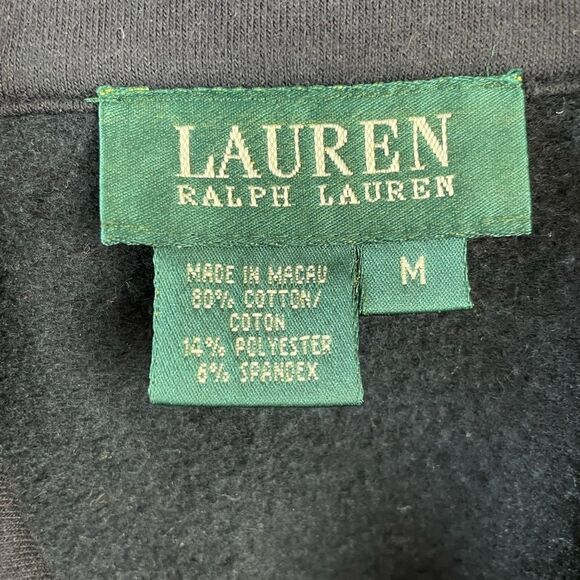 LAUREN
RALPH LAUREN
MADE IN MACAU
80% COTTON/
COTON
14% POLYESTER
6% SPANDEX
M